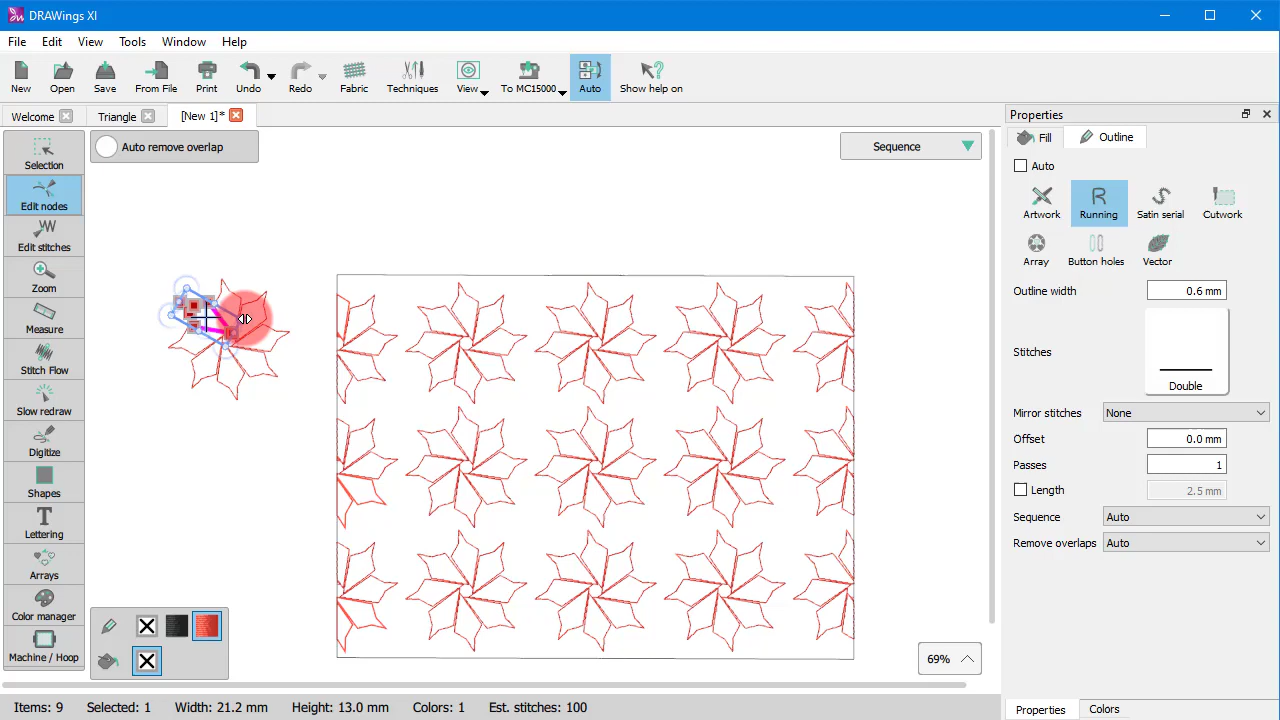 DRAWings XI
File Edit View Tools Window Help
New Open Save From File Print Undo Redo Fabric Techniques View To MC15000 Auto Show help on
Welcome Triangle [New 1]*
Properties
Selection
Edit nodes
Edit stitches
Zoom
Measure
Stitch Flow
Slow redraw
Digitize
Shapes
Lettering
Arrays
Color manager
Machine / Hoop
Auto remove overlap
Sequence
69%
Fill Outline
Auto
Artwork Running Satin serial Cutwork
Array Button holes Vector
Outline width 0.6 mm
Stitches Double
Mirror stitches None
Offset 0.0 mm
Passes 1
Length 2.5 mm
Sequence Auto
Remove overlaps Auto
Properties Colors
Items: 9 Selected: 1 Width: 21.2 mm Height: 13.0 mm Colors: 1 Est. stitches: 100